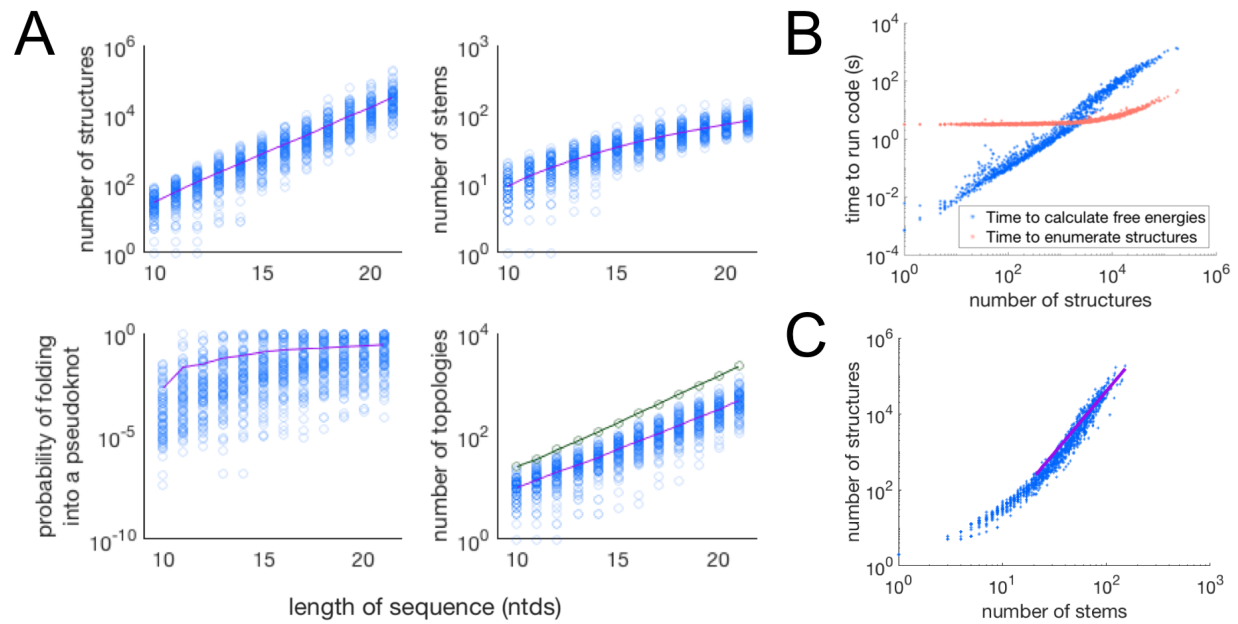 A
number of structures
10^6
10^4
10^2
10^0
10
15
20
number of stems
10^3
10^2
10^1
10^0
10
15
20
probability of folding
into a pseudoknot
10^0
10^-5
10^-10
10
15
20
number of topologies
10^4
10^2
10^0
10
15
20
length of sequence (ntds)
B
time to run code (s)
10^4
10^2
10^0
10^-2
10^-4
Time to calculate free energies
Time to enumerate structures
10^0
10^2
10^4
10^6
number of structures
C
number of structures
10^6
10^4
10^2
10^0
10^0
10^1
10^2
10^3
number of stems